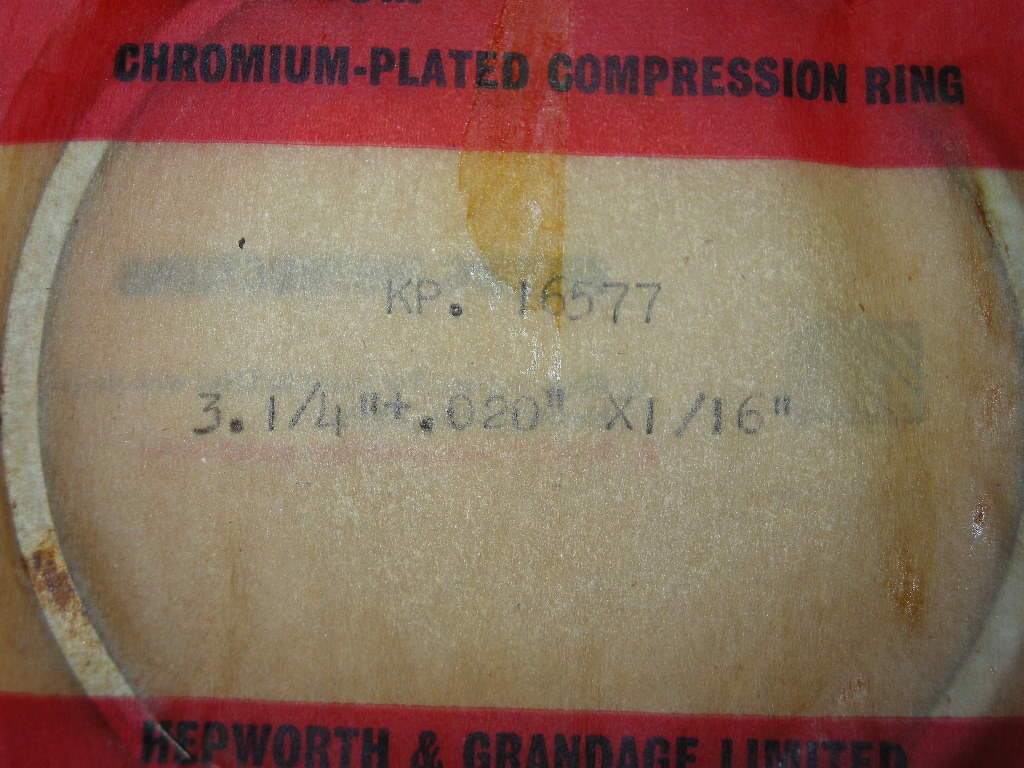 CHROMIUM-PLATED COMPRESSION RING
KP. 16577
3.1/4"+.020" X1/16"
HEPWORTH & GRANDAGE LIMITED